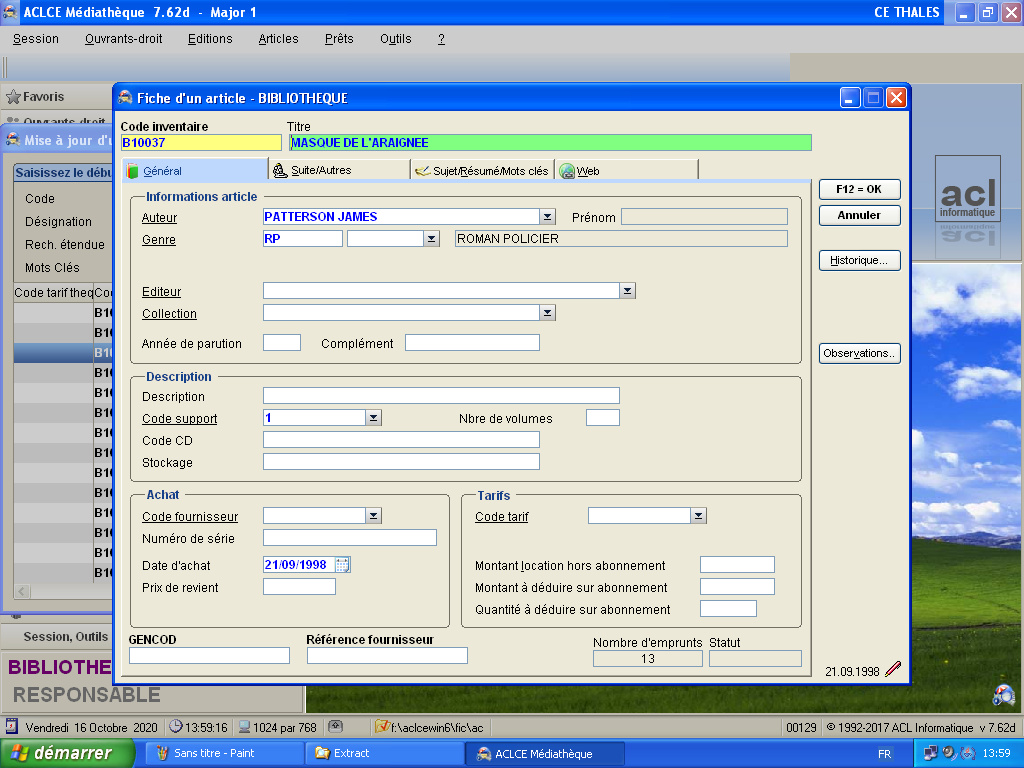 ACLCE Médiathèque 7.62d - Major 1 CE THALES
Session Ouvrants-droit Editions Articles Prêts Outils ?
Favoris
Ouvrants-droit
Fiche d'un article - BIBLIOTHEQUE
Mise à jour d'u
Code inventaire Titre
B10037 MASQUE DE L'ARAIGNEE
Saisissez le débu
Code
Désignation
Rech. étendue
Mots Clés
Code tarif theq Co
B10
B10
B10
B10
B10
B10
B10
B10
B10
B10
B10
B10
B10
B10
Général Suite/Autres Sujet/Résumé/Mots clés Web
Informations article
Auteur PATTERSON JAMES Prénom
Genre RP ROMAN POLICIER
Editeur
Collection
Année de parution Complément
Description
Description
Code support 1 Nbre de volumes
Code CD
Stockage
Achat
Code fournisseur
Numéro de série
Date d'achat 21/09/1998
Prix de revient
Tarifs
Code tarif
Montant location hors abonnement
Montant à déduire sur abonnement
Quantité à déduire sur abonnement
GENCOD Référence fournisseur
Nombre d'emprunts Statut
13
21.09.1998
F12 = OK
Annuler
Historique...
Observations..
acl
informatique
Session, Outils
BIBLIOTHE
RESPONSABLE
Vendredi 16 Octobre 2020 13:59:16 1024 par 768 f:\aclcewin6\fic\ac 00129 © 1992-2017 ACL Informatique v 7.62d
démarrer Sans titre - Paint Extract ACLCE Médiathèque FR 13:59